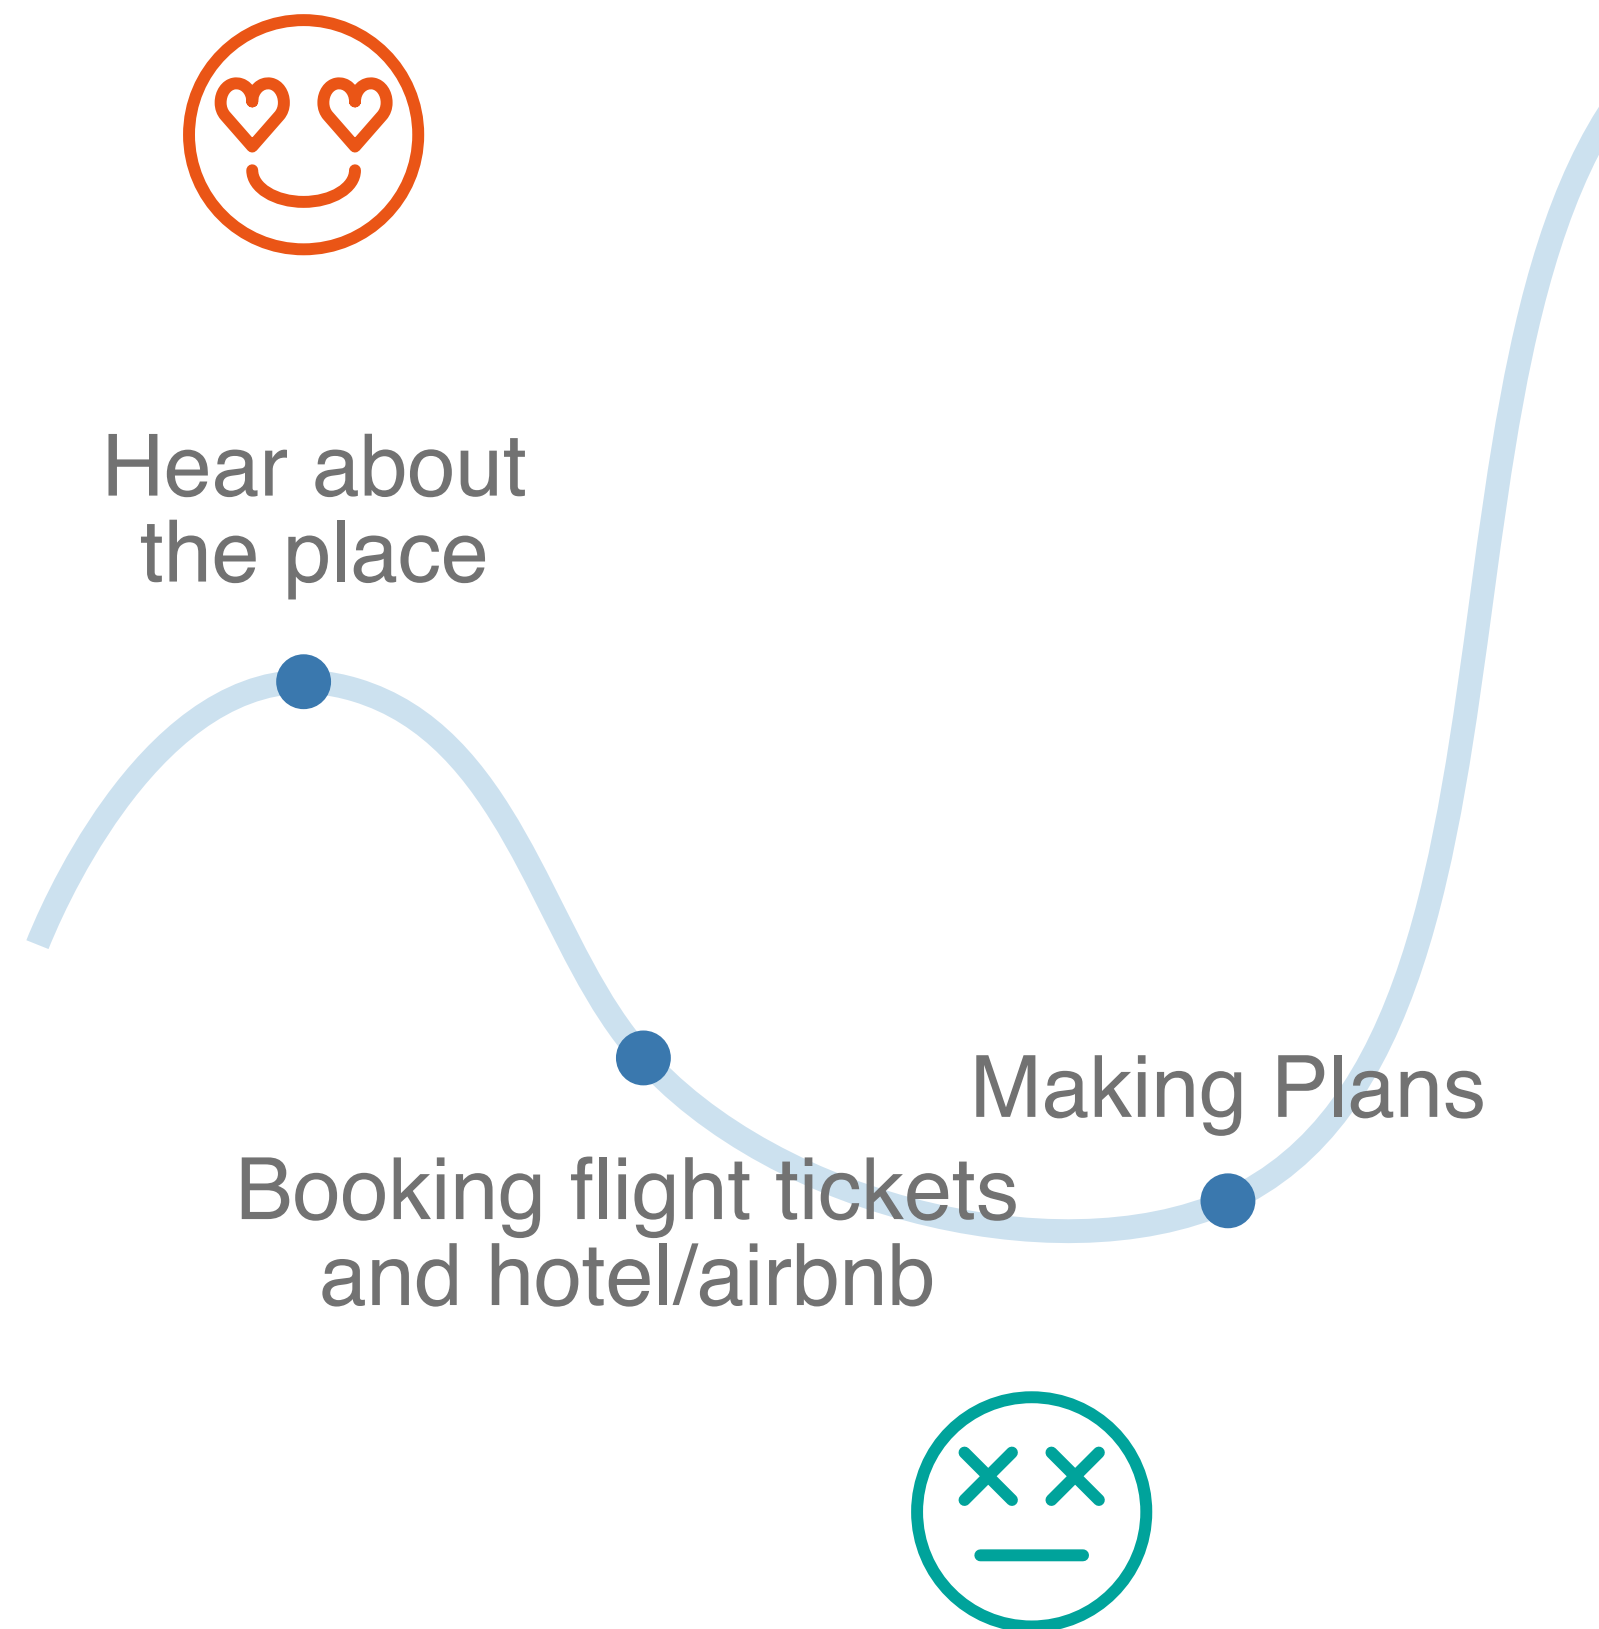 Hear about
the place
Making Plans
Booking flight tickets
and hotel/airbnb